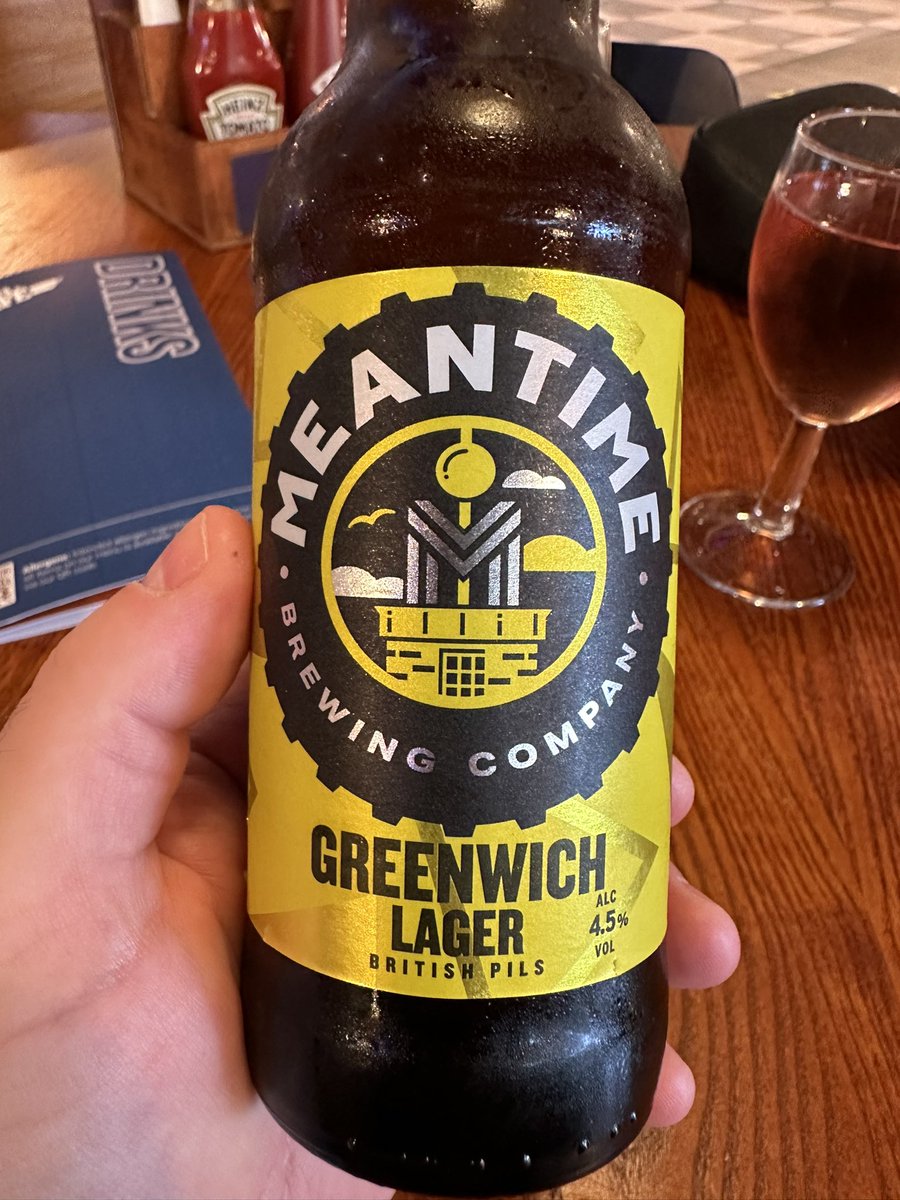 HEINZ
TOMATO
DRINKS
MEANTIME
BREWING COMPANY
GREENWICH
LAGER
BRITISH PILS
ALC
4.5%
VOL